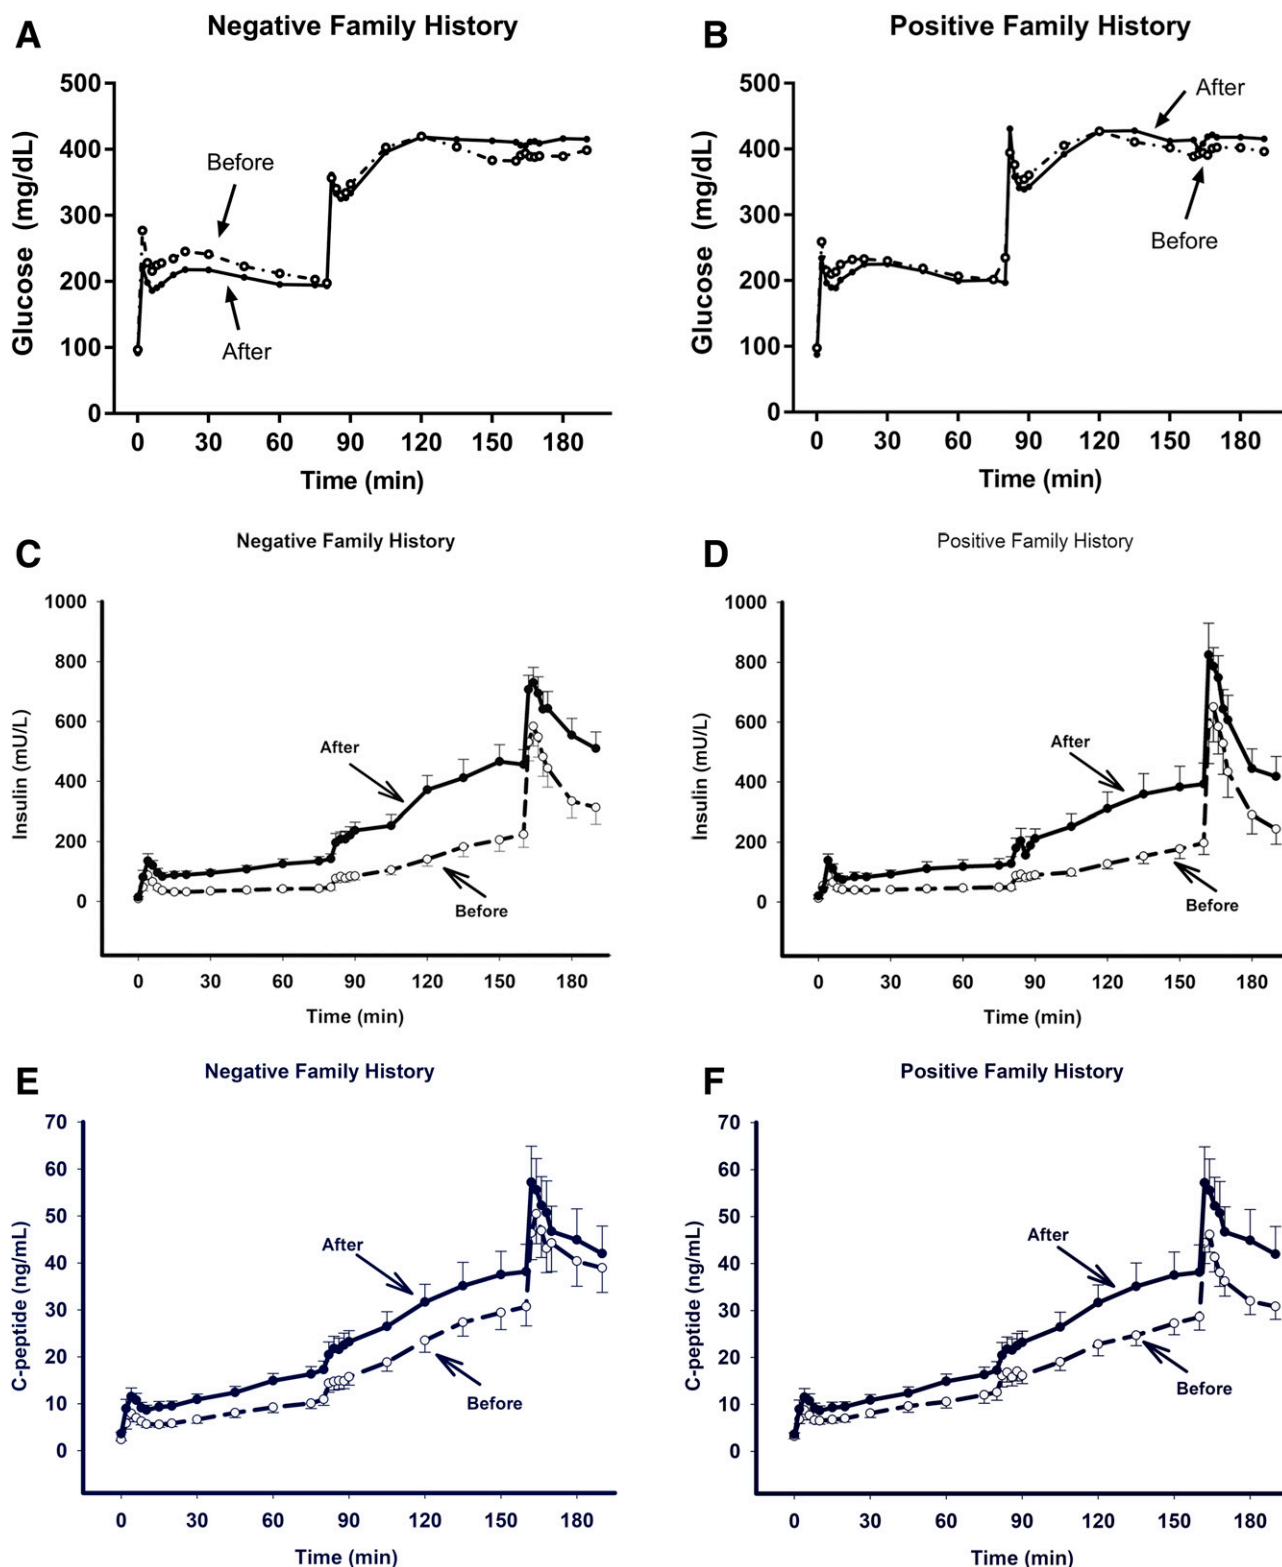 A
Negative Family History
500
400
300
200
100
0
Glucose (mg/dL)
Before
After
0 30 60 90 120 150 180
Time (min)
B
Positive Family History
500
400
300
200
100
0
Glucose (mg/dL)
After
Before
0 30 60 90 120 150 180
Time (min)
C
Negative Family History
1000
800
600
400
200
0
Insulin (mU/L)
After
Before
0 30 60 90 120 150 180
Time (min)
D
Positive Family History
1000
800
600
400
200
0
Insulin (mU/L)
After
Before
0 30 60 90 120 150 180
Time (min)
E
Negative Family History
70
60
50
40
30
20
10
0
C-peptide (ng/mL)
After
Before
0 30 60 90 120 150 180
Time (min)
F
Positive Family History
70
60
50
40
30
20
10
0
C-peptide (ng/mL)
After
Before
0 30 60 90 120 150 180
Time (min)